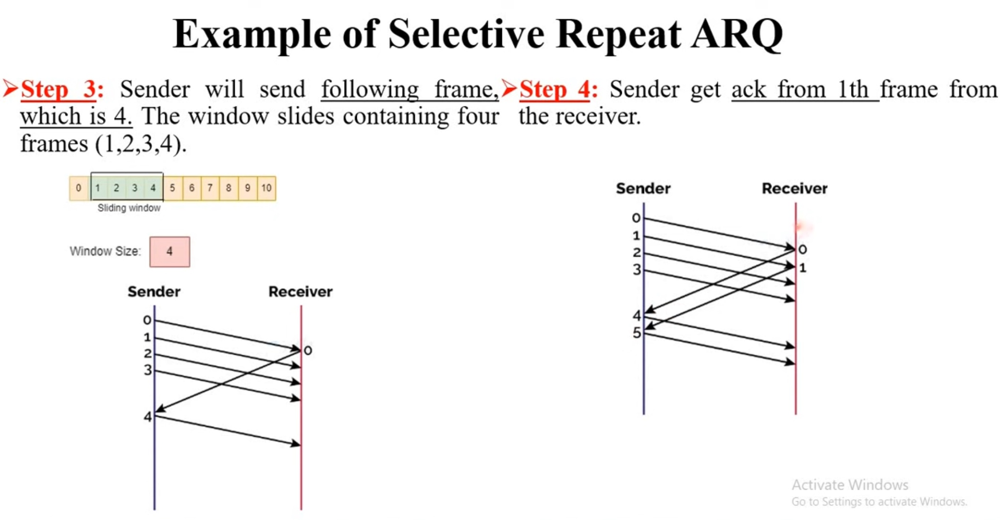 Example of Selective Repeat ARQ
➢Step 3: Sender will send following frame,
which is 4. The window slides containing four
frames (1,2,3,4).
0 1 2 3 4 5 6 7 8 9 10
Sliding window
Window Size: 4
Sender Receiver
0
1
0
2
3
4
➢Step 4: Sender get ack from 1th frame from
the receiver.
Sender Receiver
0
1
0
2
1
3
4
5
Activate Windows
Go to Settings to activate Windows.